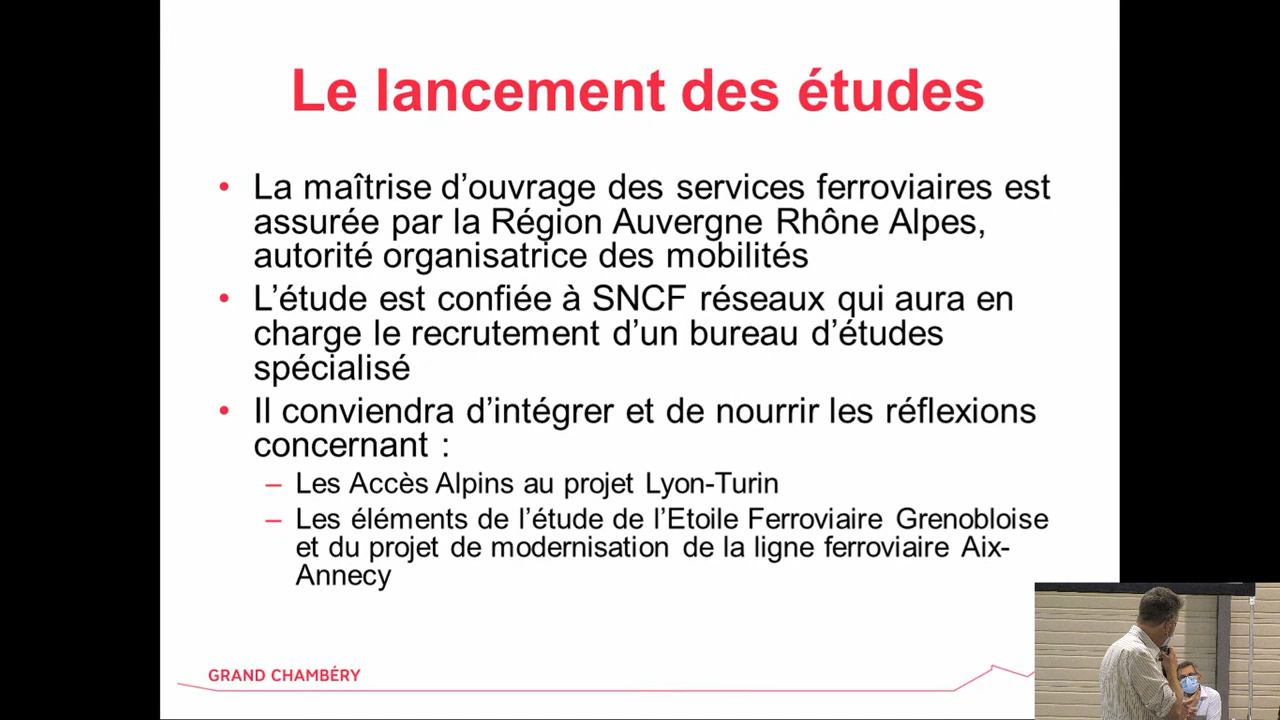 Le lancement des études
• La maîtrise d’ouvrage des services ferroviaires est
assurée par la Région Auvergne Rhône Alpes,
autorité organisatrice des mobilités
• L’étude est confiée à SNCF réseaux qui aura en
charge le recrutement d’un bureau d’études
spécialisé
• Il conviendra d’intégrer et de nourrir les réflexions
concernant :
– Les Accès Alpins au projet Lyon-Turin
– Les éléments de l’étude de l’Etoile Ferroviaire Grenobloise
et du projet de modernisation de la ligne ferroviaire Aix-
Annecy
GRAND CHAMBÉRY